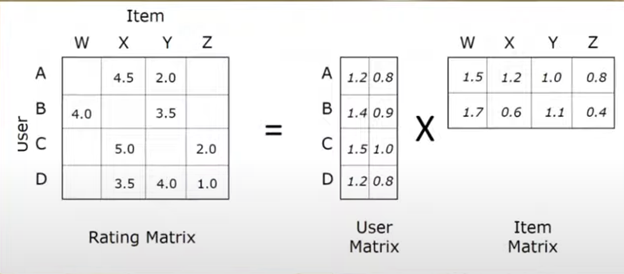 Item
W X Y Z W X Y Z
A 4.5 2.0 A 1.2 0.8 1.5 1.2 1.0 0.8
B 4.0 3.5 = B 1.4 0.9 X 1.7 0.6 1.1 0.4
User
C 5.0 2.0 C 1.5 1.0
D 3.5 4.0 1.0 D 1.2 0.8
Rating Matrix
User
Matrix
Item
Matrix